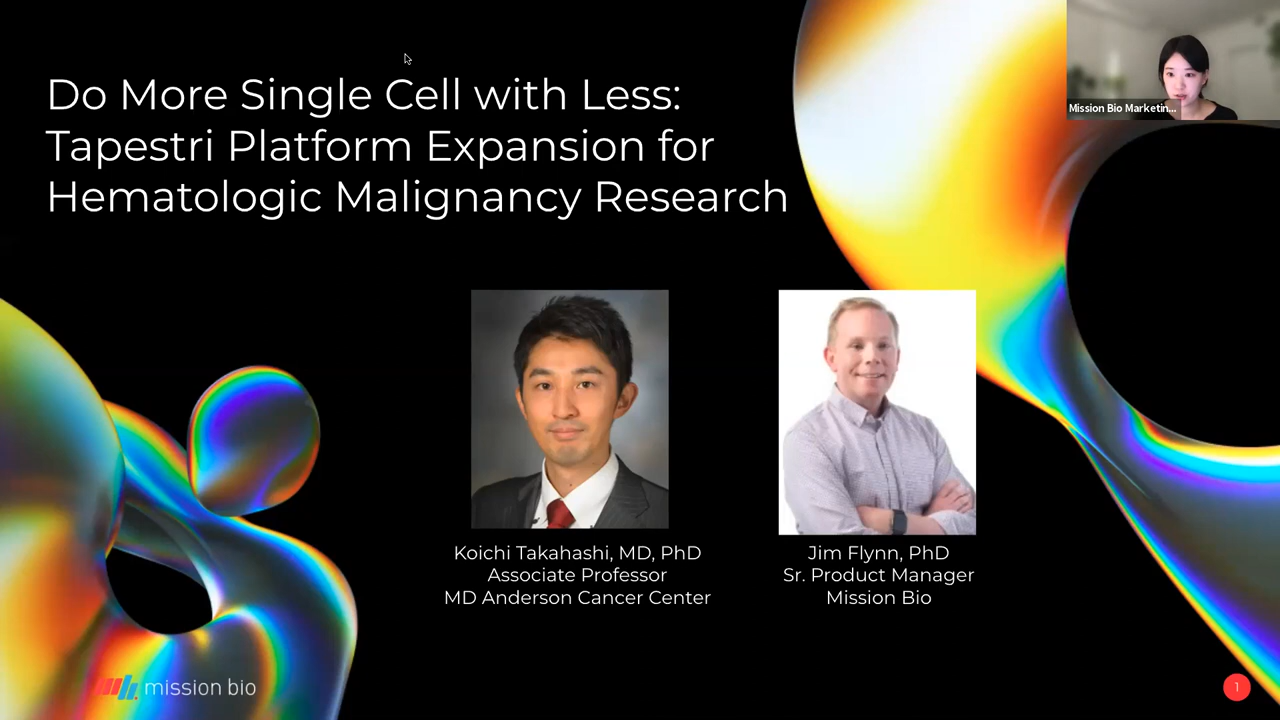 Do More Single Cell with Less:
Tapestri Platform Expansion for
Hematologic Malignancy Research
Mission Bio Marketin...
Koichi Takahashi, MD, PhD
Associate Professor
MD Anderson Cancer Center
Jim Flynn, PhD
Sr. Product Manager
Mission Bio
mission bio
1